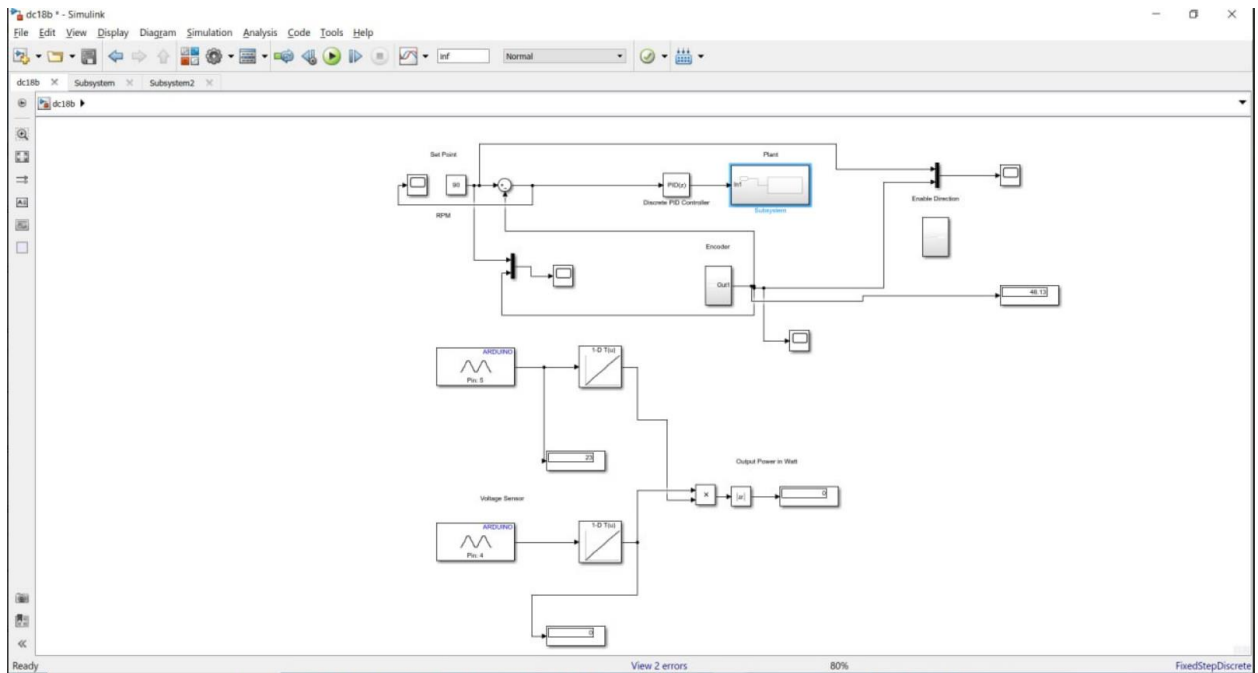 dc18b * - Simulink
File Edit View Display Diagram Simulation Analysis Code Tools Help
inf
Normal
dc18b
Subsystem
Subsystem2
dc18b
Set Point
90
RPM
PID(z)
Discrete PID Controller
Plant
In1
Subsystem
Enable Direction
Encoder
Out1
48.13
ARDUINO
Pin: 5
1-D T(u)
23
Output Power in Watt
×
|u|
0
Voltage Sensor
ARDUINO
Pin: 4
1-D T(u)
0
Ready
View 2 errors
80%
FixedStepDiscrete